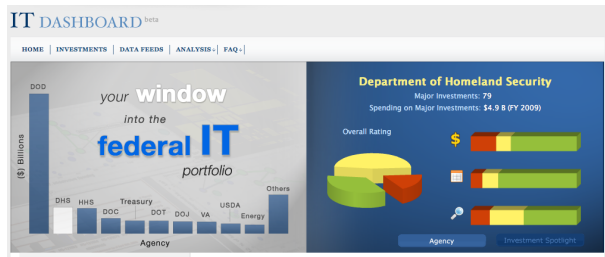 IT DASHBOARD beta
HOME | INVESTMENTS | DATA FEEDS | ANALYSIS↓ | FAQ↓
your window
into the
federal IT
portfolio
($) Billions
DOD
DHS
HHS
DOC
Treasury
DOT
DOJ
VA
USDA
Energy
Others
Agency
Department of Homeland Security
Major Investments: 79
Spending on Major Investments: $4.9 B (FY 2009)
Overall Rating
$
Agency
Investment Spotlight